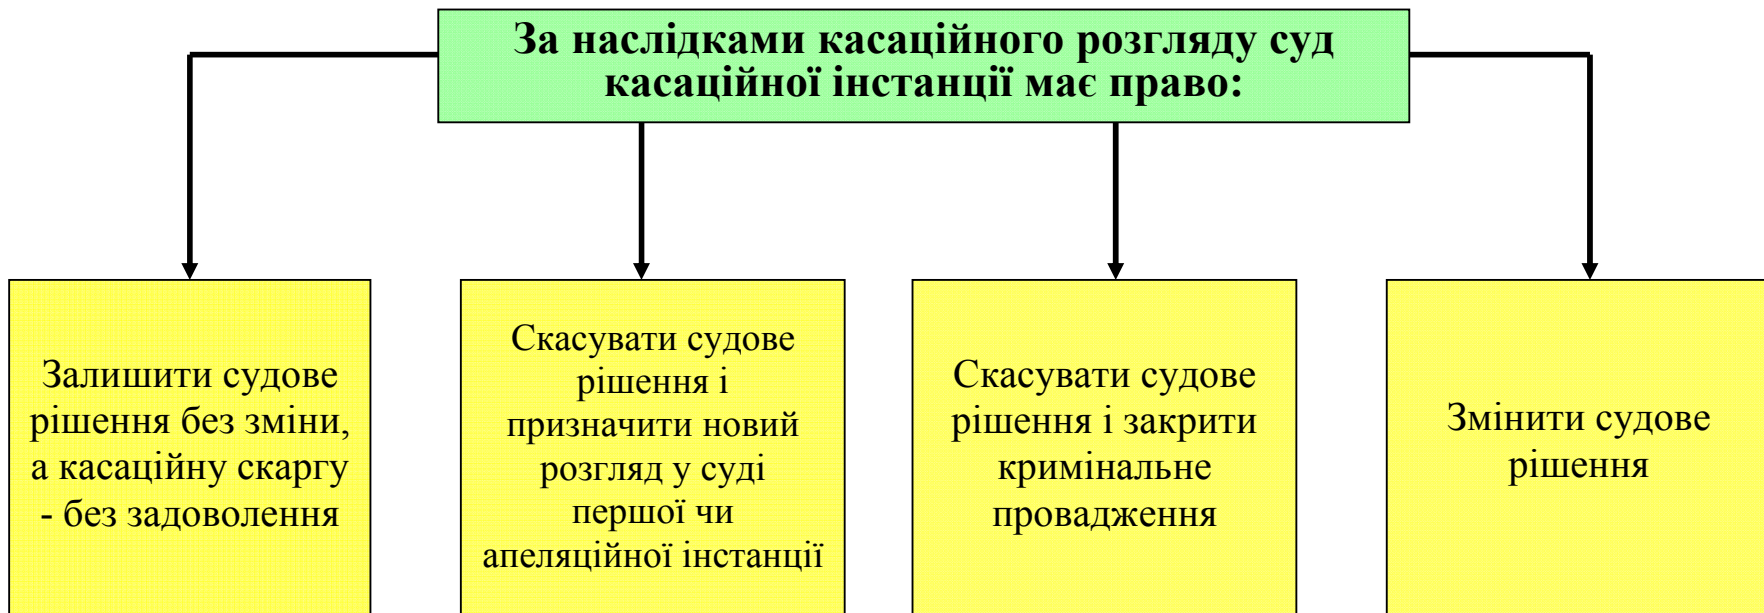 За наслідками касаційного розгляду суд
касаційної інстанції має право:
Залишити судове
рішення без зміни,
а касаційну скаргу
- без задоволення
Скасувати судове
рішення і
призначити новий
розгляд у суді
першої чи
апеляційної інстанції
Скасувати судове
рішення і закрити
кримінальне
провадження
Змінити судове
рішення